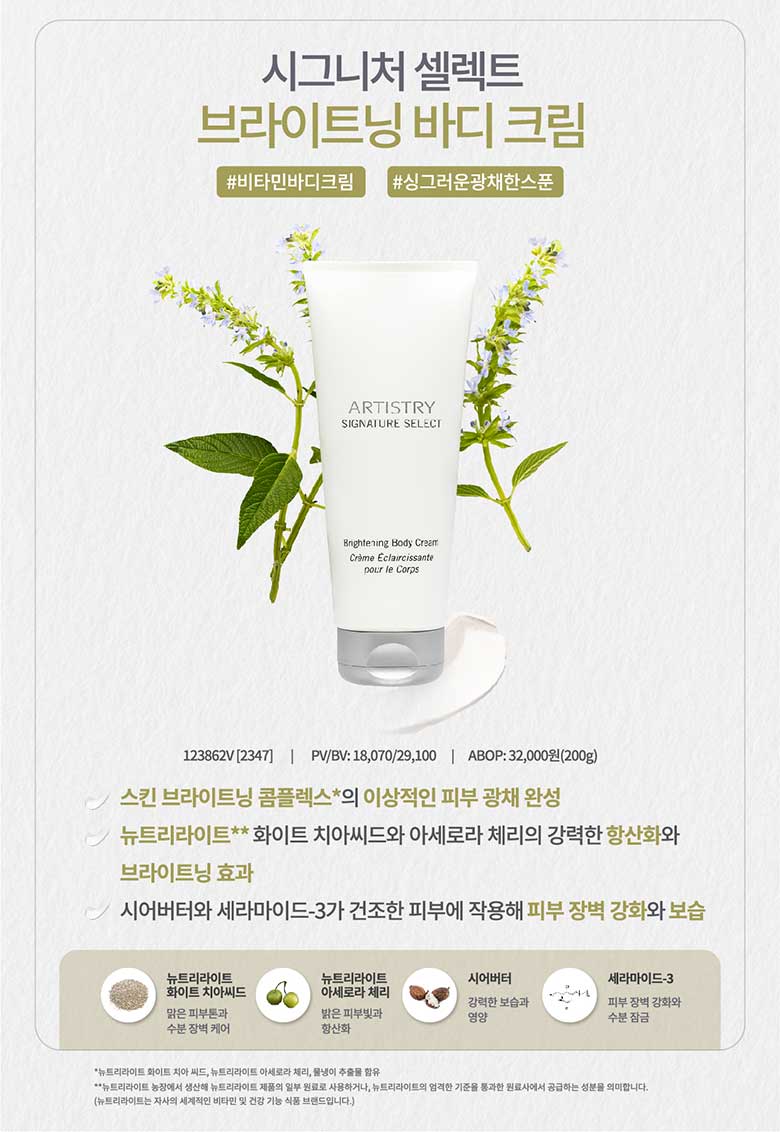 시그니처 셀렉트
브라이트닝 바디 크림
#비타민바디크림 #싱그러운광채한스푼
ARTISTRY
SIGNATURE SELECT
Brightening Body Cream
Crème Éclaircissante
pour le Corps
123862V [2347] | PV/BV: 18,070/29,100 | ABOP: 32,000원(200g)
스킨 브라이트닝 콤플렉스*의 이상적인 피부 광채 완성
뉴트리라이트** 화이트 치아씨드와 아세로라 체리의 강력한 항산화와
브라이트닝 효과
시어버터와 세라마이드-3가 건조한 피부에 작용해 피부 장벽 강화와 보습
뉴트리라이트
화이트 치아씨드
맑은 피부톤과
수분 장벽 케어
뉴트리라이트
아세로라 체리
밝은 피부빛과
항산화
시어버터
강력한 보습과
영양
세라마이드-3
피부 장벽 강화와
수분 잠금
*뉴트리라이트 화이트 치아 씨드, 뉴트리라이트 아세로라 체리, 물냉이 추출물 함유
**뉴트리라이트 농장에서 생산해 뉴트리라이트 제품의 일부 원료로 사용하거나, 뉴트리라이트의 엄격한 기준을 통과한 원료사에서 공급하는 성분을 의미합니다.
(뉴트리라이트는 자사의 세계적인 비타민 및 건강 기능 식품 브랜드입니다.)